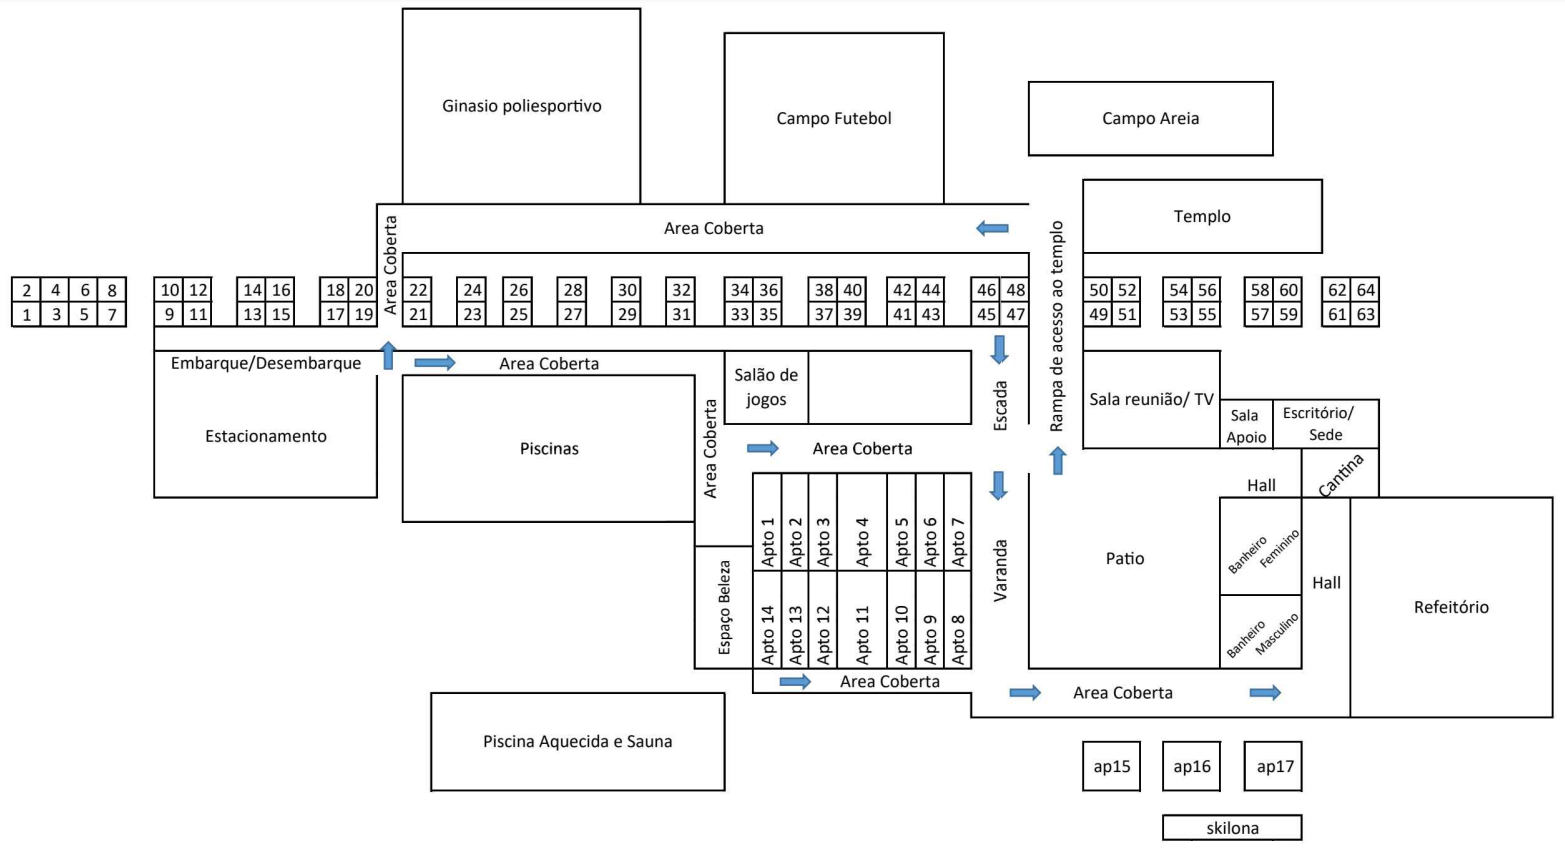 Ginasio poliesportivo
Campo Futebol
Campo Areia
Templo
Area Coberta
Area Coberta
Rampa de acesso ao templo
2 4 6 8
1 3 5 7
10 12
9 11
14 16
13 15
18 20
17 19
22
21
24
23
26
25
28
27
30
29
32
31
34 36
33 35
38 40
37 39
42 44
41 43
46 48
45 47
50 52
49 51
54 56
53 55
58 60
57 59
62 64
61 63
Embarque/Desembarque
Area Coberta
Estacionamento
Piscinas
Area Coberta
Salão de
jogos
Escada
Area Coberta
Sala reunião/ TV
Sala
Apoio
Escritório/
Sede
Hall
Cantina
Apto 1
Apto 2
Apto 3
Apto 4
Apto 5
Apto 6
Apto 7
Espaço Beleza
Apto 14
Apto 13
Apto 12
Apto 11
Apto 10
Apto 9
Apto 8
Varanda
Patio
Banheiro
Feminino
Banheiro
Masculino
Hall
Refeitório
Area Coberta
Area Coberta
Piscina Aquecida e Sauna
ap15
ap16
ap17
skilona